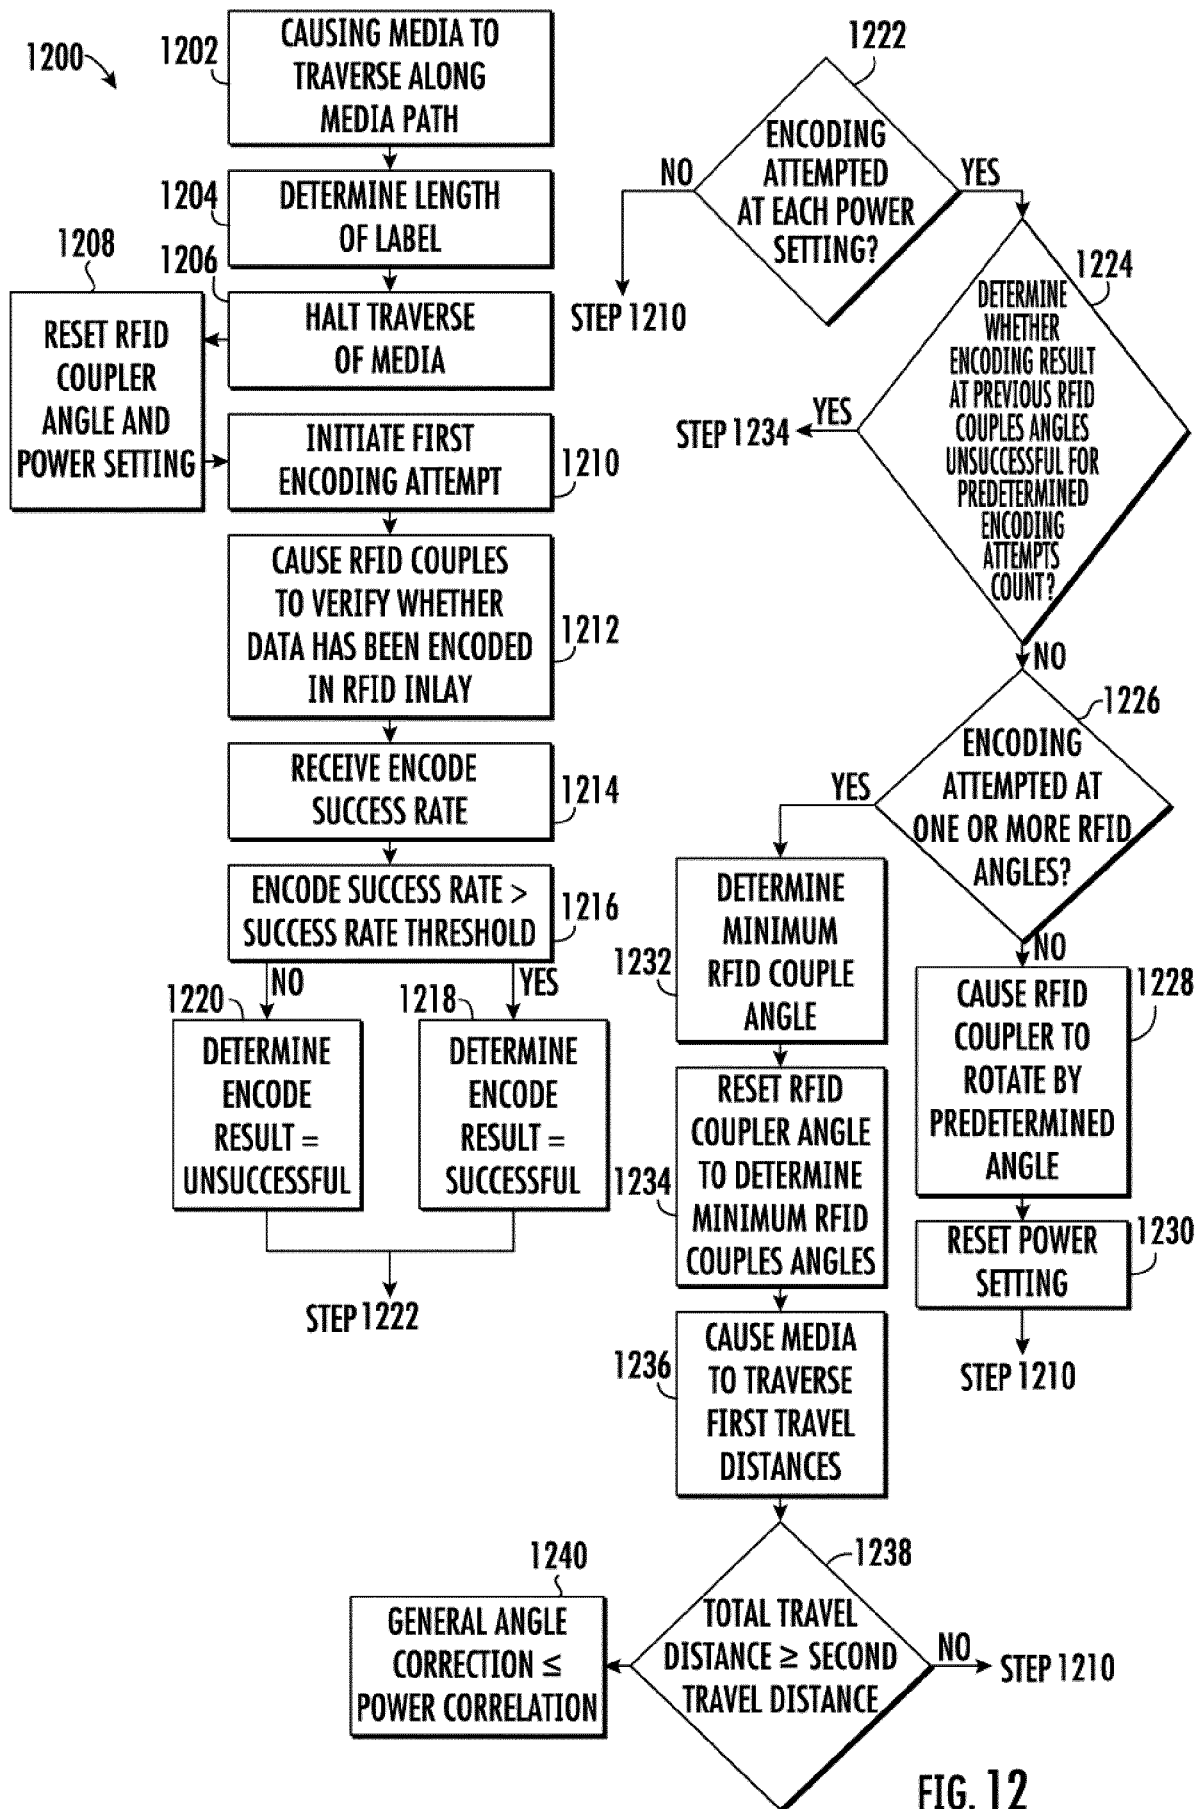 1200
1202
CAUSING MEDIA TO
TRAVERSE ALONG
MEDIA PATH
1204
DETERMINE LENGTH
OF LABEL
1206
HALT TRAVERSE
OF MEDIA
1208
RESET RFID
COUPLER
ANGLE AND
POWER SETTING
INITIATE FIRST
ENCODING ATTEMPT
1210
CAUSE RFID COUPLES
TO VERIFY WHETHER
DATA HAS BEEN ENCODED
IN RFID INLAY
1212
RECEIVE ENCODE
SUCCESS RATE
1214
ENCODE SUCCESS RATE >
SUCCESS RATE THRESHOLD
1216
NO
YES
1220
DETERMINE
ENCODE
RESULT =
UNSUCCESSFUL
1218
DETERMINE
ENCODE
RESULT =
SUCCESSFUL
STEP 1222
1222
ENCODING
ATTEMPTED
AT EACH POWER
SETTING?
NO
YES
STEP 1210
1224
DETERMINE
WHETHER
ENCODING RESULT
AT PREVIOUS RFID
COUPLES ANGLES
UNSUCCESSFUL FOR
PREDETERMINED
ENCODING
ATTEMPTS
COUNT?
YES
STEP 1234
NO
1226
ENCODING
ATTEMPTED AT
ONE OR MORE RFID
ANGLES?
YES
NO
1232
DETERMINE
MINIMUM
RFID COUPLE
ANGLE
1228
CAUSE RFID
COUPLER TO
ROTATE BY
PREDETERMINED
ANGLE
1234
RESET RFID
COUPLER ANGLE
TO DETERMINE
MINIMUM RFID
COUPLES ANGLES
1230
RESET POWER
SETTING
STEP 1210
1236
CAUSE MEDIA
TO TRAVERSE
FIRST TRAVEL
DISTANCES
1238
TOTAL TRAVEL
DISTANCE ≥ SECOND
TRAVEL DISTANCE
NO
STEP 1210
1240
GENERAL ANGLE
CORRECTION ≤
POWER CORRELATION
FIG. 12